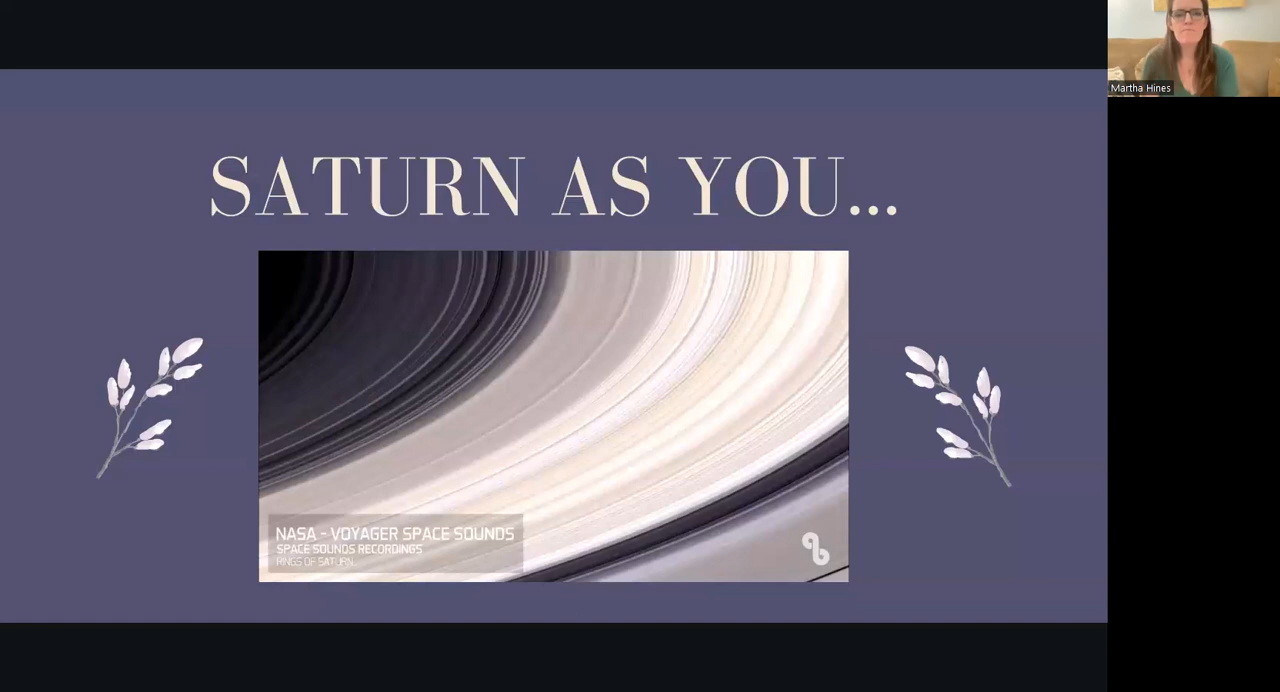 Martha Hines
SATURN AS YOU...
NASA - VOYAGER SPACE SOUNDS
SPACE SOUNDS RECORDINGS
RINGS OF SATURN